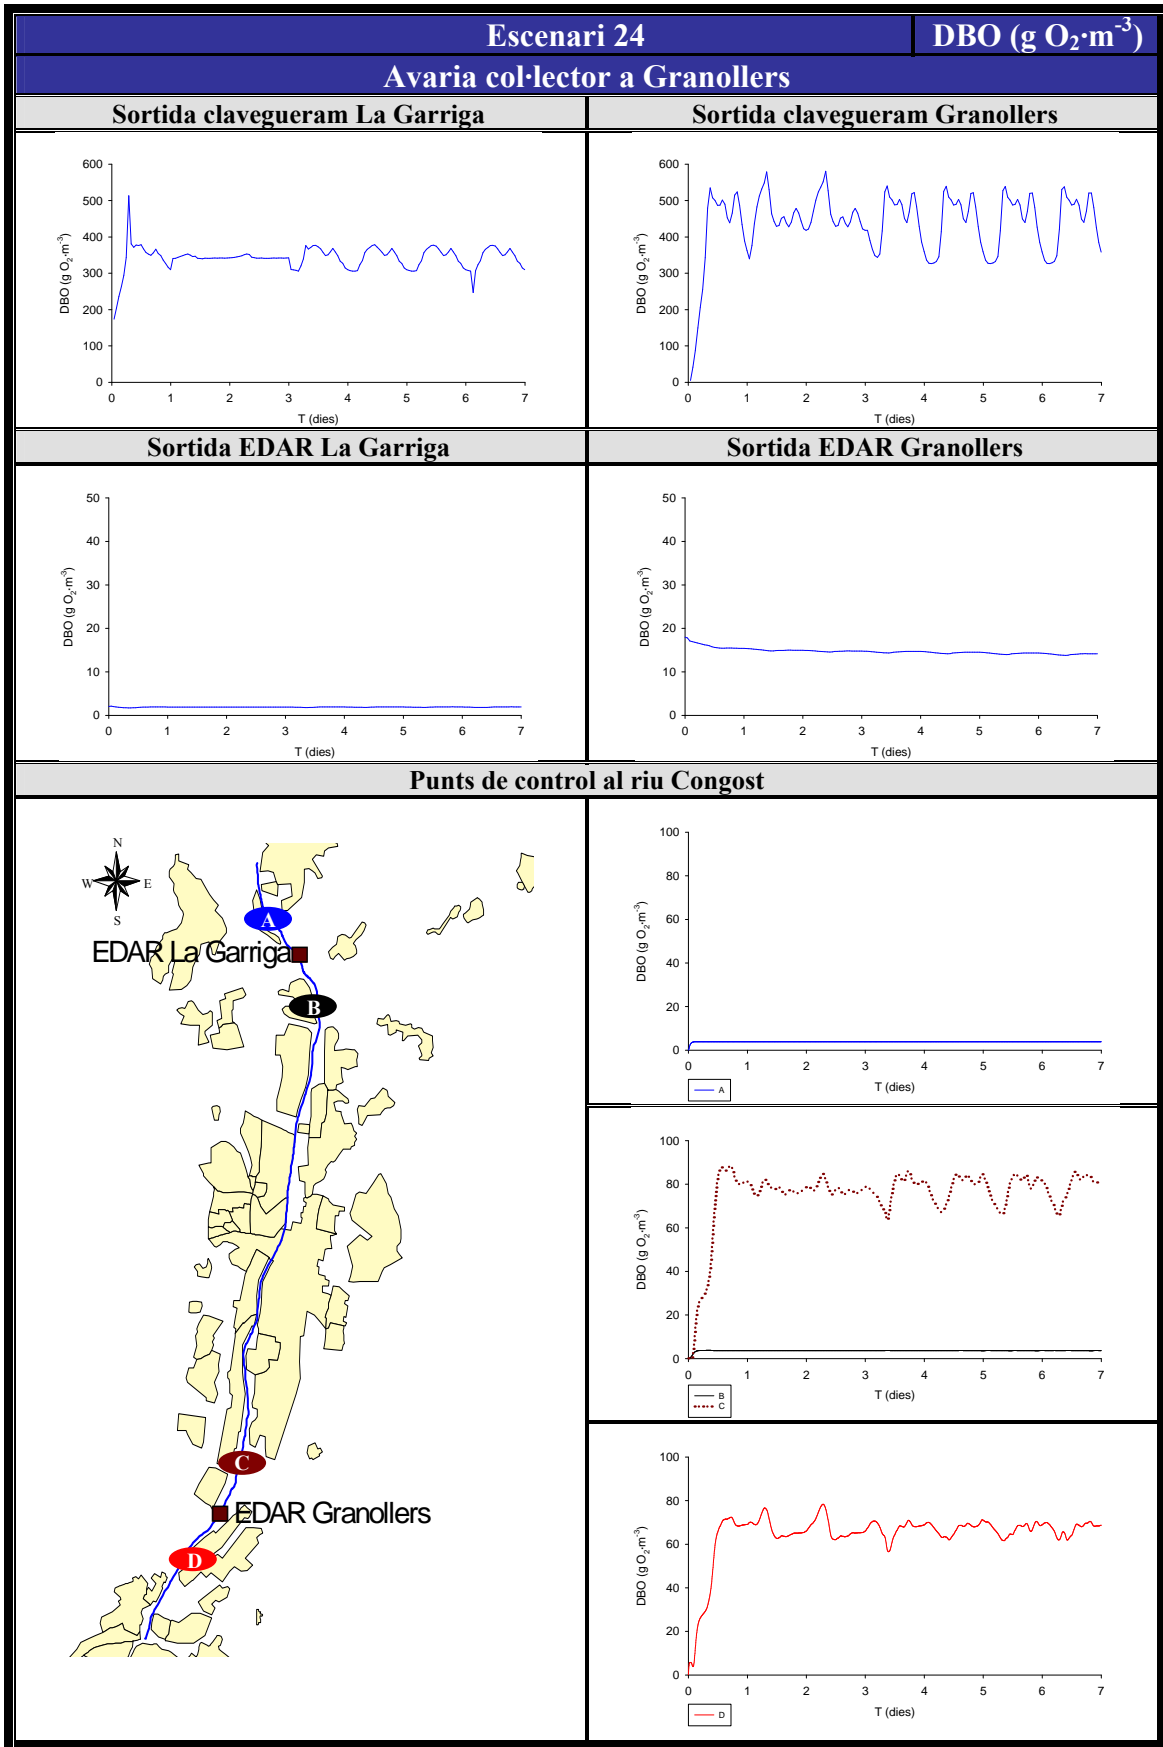 Escenari 24
DBO (g O₂·m⁻³)
Avaria col·lector a Granollers
Sortida clavegueram La Garriga
Sortida clavegueram Granollers
600
500
400
300
200
100
0
DBO (g O₂·m⁻³)
0 1 2 3 4 5 6 7
T (dies)
600
500
400
300
200
100
0
DBO (g O₂·m⁻³)
0 1 2 3 4 5 6 7
T (dies)
Sortida EDAR La Garriga
Sortida EDAR Granollers
50
40
30
20
10
0
DBO (g O₂·m⁻³)
0 1 2 3 4 5 6 7
T (dies)
50
40
30
20
10
0
DBO (g O₂·m⁻³)
0 1 2 3 4 5 6 7
T (dies)
Punts de control al riu Congost
N
W E
S
A
EDAR La Garriga
B
C
EDAR Granollers
D
100
80
60
40
20
0
DBO (g O₂·m⁻³)
0 1 2 3 4 5 6 7
T (dies)
A
100
80
60
40
20
0
DBO (g O₂·m⁻³)
0 1 2 3 4 5 6 7
T (dies)
B
C
100
80
60
40
20
0
DBO (g O₂·m⁻³)
0 1 2 3 4 5 6 7
T (dies)
D